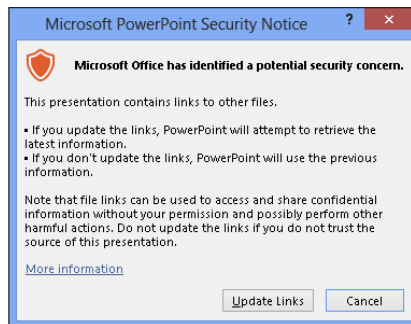 Microsoft PowerPoint Security Notice ? ×
Microsoft Office has identified a potential security concern.
This presentation contains links to other files.
▪ If you update the links, PowerPoint will attempt to retrieve the
latest information.
▪ If you don't update the links, PowerPoint will use the previous
information.
Note that file links can be used to access and share confidential
information without your permission and possibly perform other
harmful actions. Do not update the links if you do not trust the
source of this presentation.
More information
Update Links Cancel